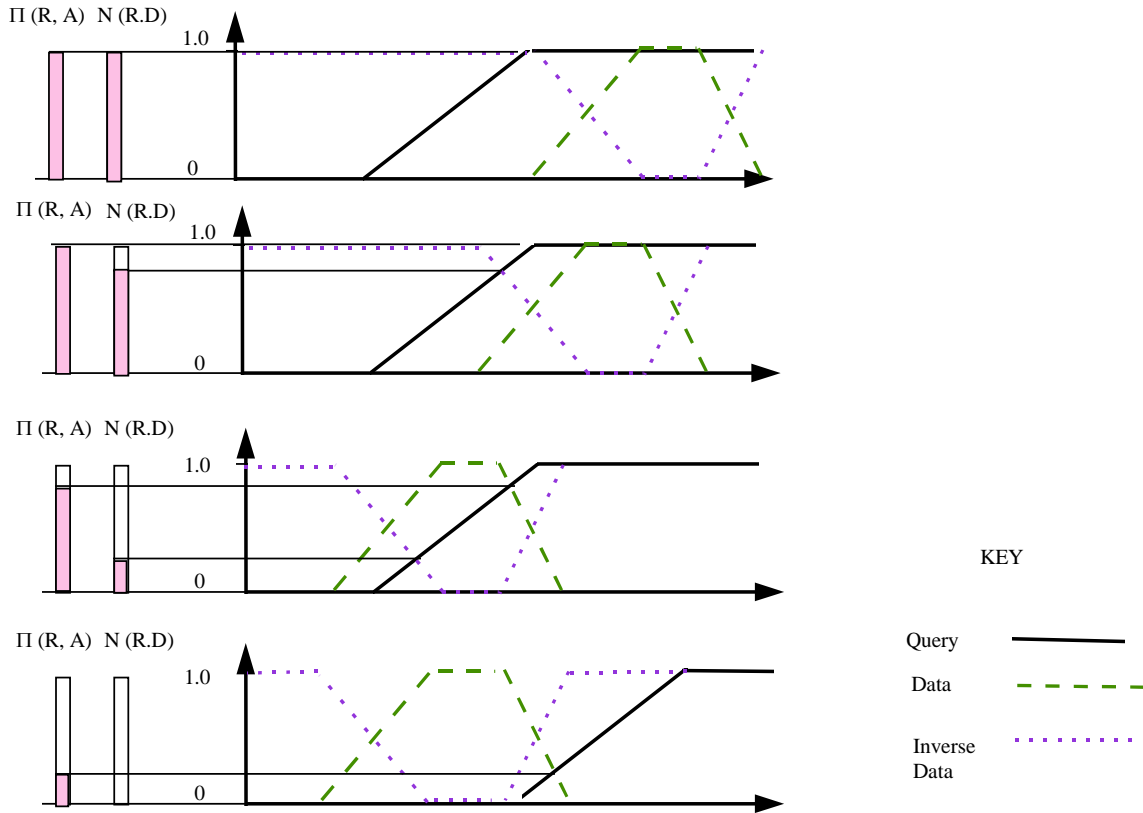 Π (R, A) N (R.D)
1.0
0
Π (R, A) N (R.D)
1.0
0
Π (R, A) N (R.D)
1.0
0
KEY
Π (R, A) N (R.D)
1.0
0
Query
Data
Inverse
Data